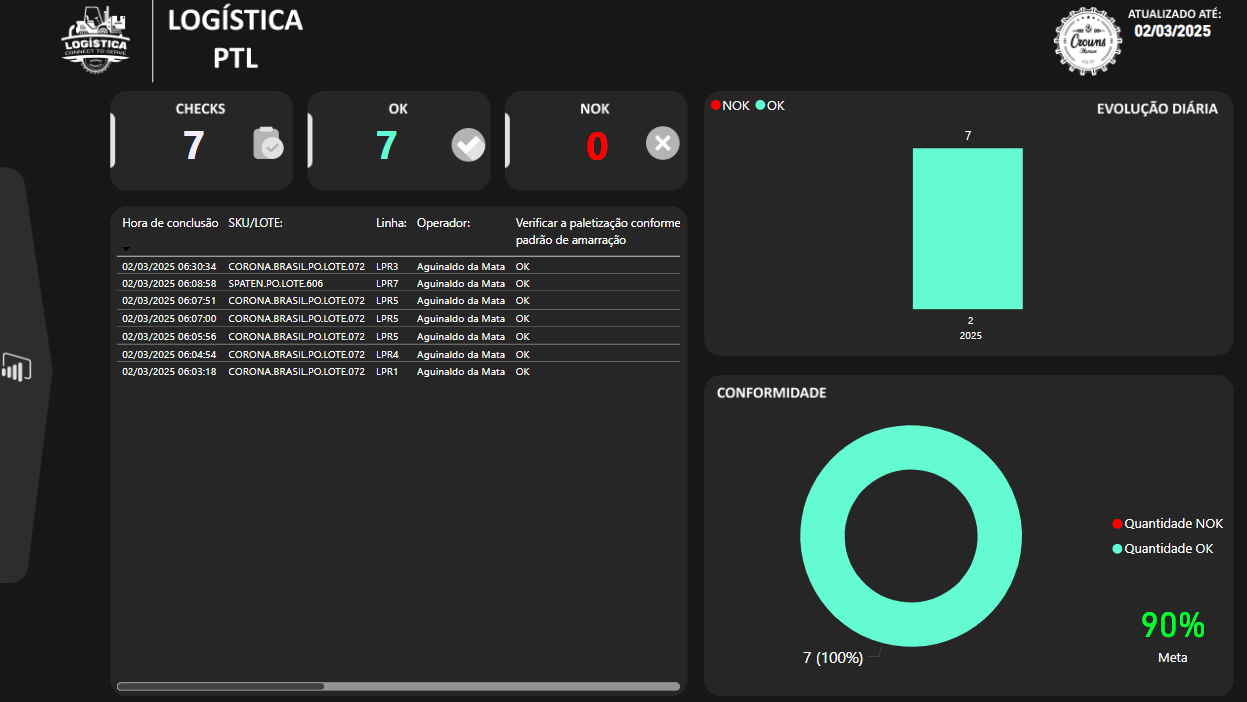 LOGÍSTICA
CONNECT TO SERVE
LOGÍSTICA
PTL
Crowns
Manaus
ATUALIZADO ATÉ:
02/03/2025
CHECKS
7
OK
7
NOK
0
NOK OK
EVOLUÇÃO DIÁRIA
7
2
2025
Hora de conclusão SKU/LOTE: Linha: Operador: Verificar a paletização conforme
padrão de amarração
02/03/2025 06:30:34 CORONA.BRASIL.PO.LOTE.072 LPR3 Aguinaldo da Mata OK
02/03/2025 06:08:58 SPATEN.PO.LOTE.606 LPR7 Aguinaldo da Mata OK
02/03/2025 06:07:51 CORONA.BRASIL.PO.LOTE.072 LPR5 Aguinaldo da Mata OK
02/03/2025 06:07:00 CORONA.BRASIL.PO.LOTE.072 LPR5 Aguinaldo da Mata OK
02/03/2025 06:05:56 CORONA.BRASIL.PO.LOTE.072 LPR5 Aguinaldo da Mata OK
02/03/2025 06:04:54 CORONA.BRASIL.PO.LOTE.072 LPR4 Aguinaldo da Mata OK
02/03/2025 06:03:18 CORONA.BRASIL.PO.LOTE.072 LPR1 Aguinaldo da Mata OK
CONFORMIDADE
7 (100%)
Quantidade NOK
Quantidade OK
90%
Meta